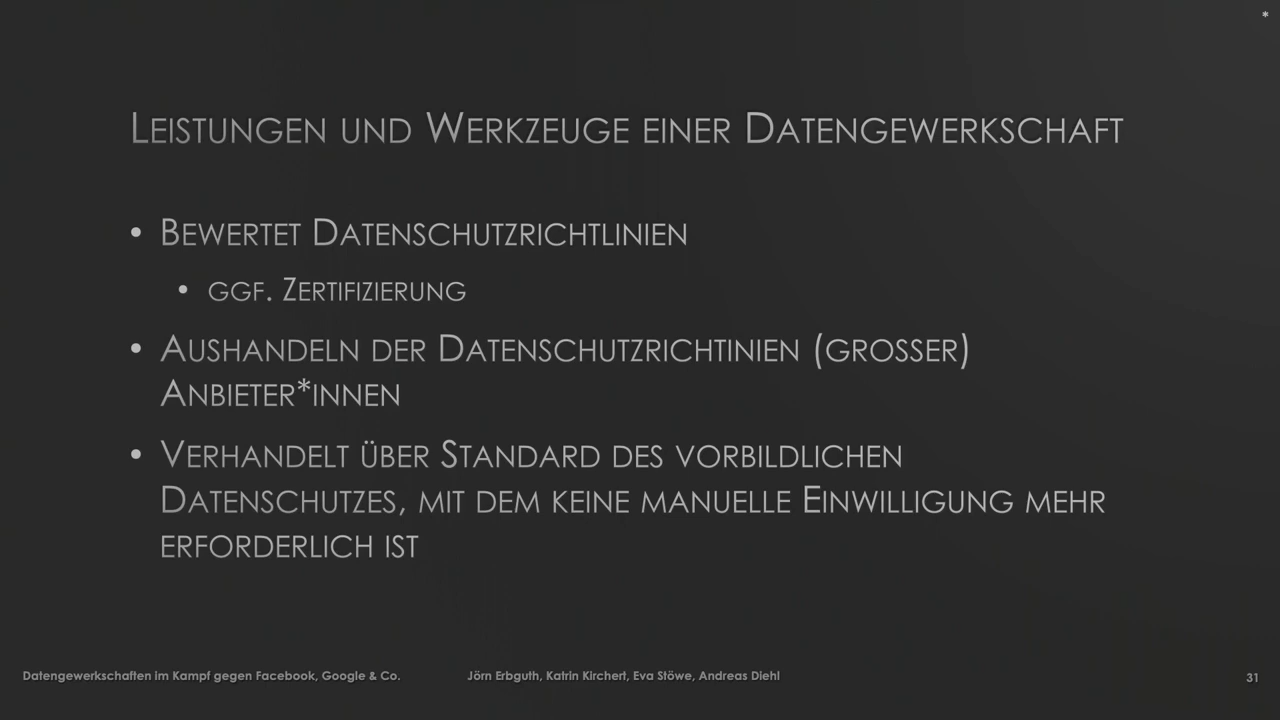 *
Leistungen und Werkzeuge einer Datengewerkschaft
• Bewertet Datenschutzrichtlinien
• ggf. Zertifizierung
• Aushandeln der Datenschutzrichtinien (grosser)
Anbieter*innen
• Verhandelt über Standard des vorbildlichen
Datenschutzes, mit dem keine manuelle Einwilligung mehr
erforderlich ist
Datengewerkschaften im Kampf gegen Facebook, Google & Co. Jörn Erbguth, Katrin Kirchert, Eva Stöwe, Andreas Diehl 31